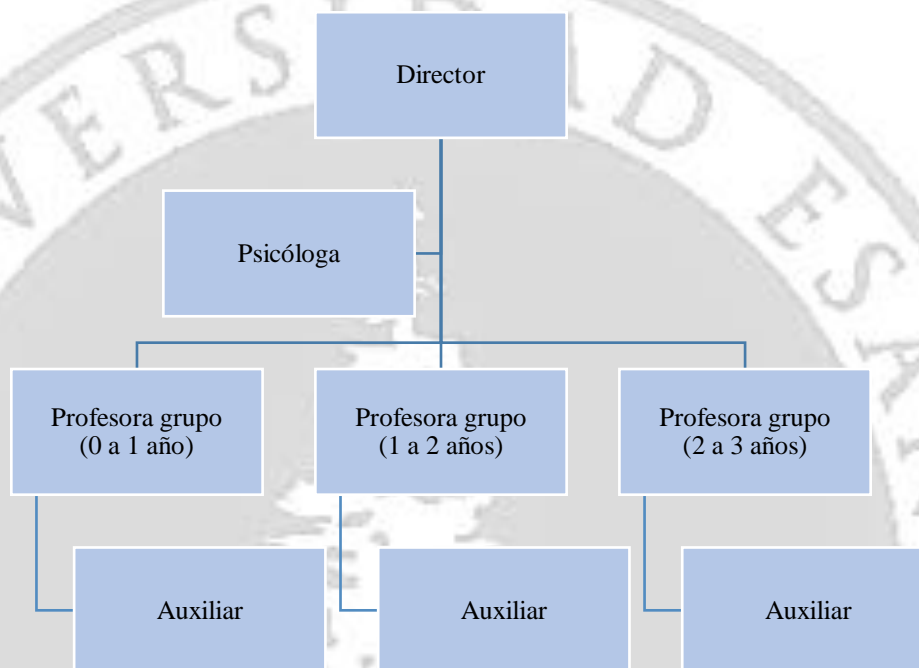 Director
Psicóloga
Profesora grupo
(0 a 1 año)
Profesora grupo
(1 a 2 años)
Profesora grupo
(2 a 3 años)
Auxiliar
Auxiliar
Auxiliar